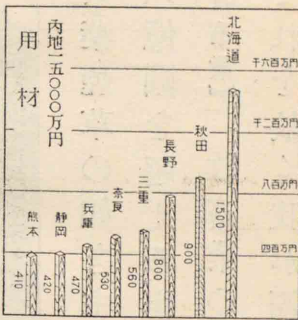 用材
内地一五〇〇〇万円
北海道
秋田
長野
三重
奈良
兵庫
静岡
熊本
千六百万円
千二百万円
八百万円
四百万円
1500
900
800
560
530
470
420
410